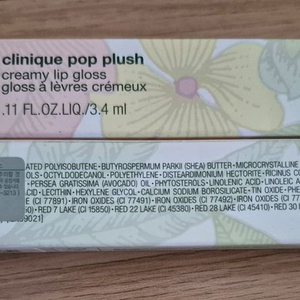 clinique pop plush
creamy lip gloss
gloss à lèvres crémeux
.11 FL.OZ.LIQ./3.4 ml
ATED POLYISOBUTENE • BUTYROSPERMUM PARKII (SHEA) BUTTER • MICROCRYSTALLINE
OLS • OCTYLDODECANOL • POLYETHYLENE • DISTEARDIMONIUM HECTORITE • RICINUS CO
• PERSEA GRATISSIMA (AVOCADO) OIL • PHYTOSTEROLS • LINOLENIC ACID • LINOLEIC A
IC ACID • LECITHIN • HEXYLENE GLYCOL • CALCIUM SODIUM BOROSILICATE • TIN OXIDE • PH
E (CI 77891) • IRON OXIDES (CI 77492) • IRON OXIDES (CI 77491) • IRON OXIDES (CI 77
• RED 7 LAKE (CI 15850) • RED 22 LAKE (CI 45380) • RED 28 LAKE (CI 45410) • RED 30